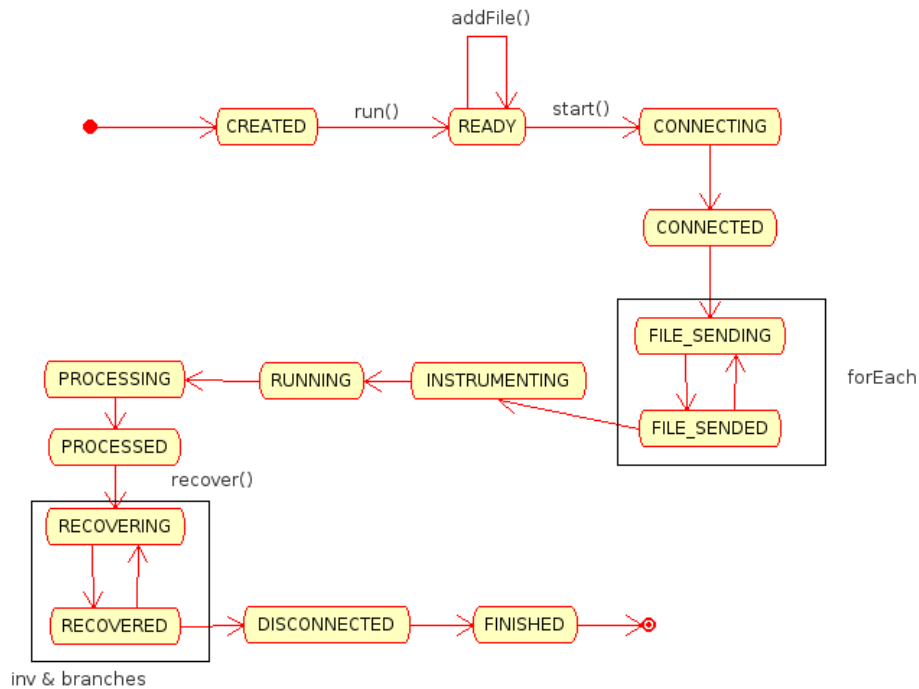 addFile()
CREATED
run()
READY
start()
CONNECTING
CONNECTED
FILE_SENDING
forEach
FILE_SENDED
PROCESSING
RUNNING
INSTRUMENTING
PROCESSED
recover()
RECOVERING
RECOVERED
DISCONNECTED
FINISHED
inv & branches